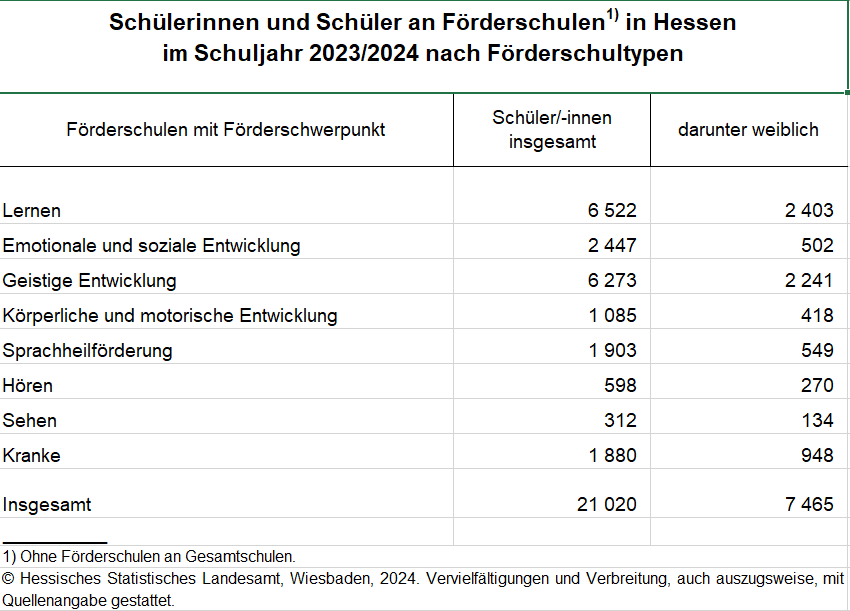 Schülerinnen und Schüler an Förderschulen1) in Hessen
im Schuljahr 2023/2024 nach Förderschultypen
Förderschulen mit Förderschwerpunkt Schüler/-innen insgesamt darunter weiblich
Lernen 6 522 2 403
Emotionale und soziale Entwicklung 2 447 502
Geistige Entwicklung 6 273 2 241
Körperliche und motorische Entwicklung 1 085 418
Sprachheilförderung 1 903 549
Hören 598 270
Sehen 312 134
Kranke 1 880 948
Insgesamt 21 020 7 465
1) Ohne Förderschulen an Gesamtschulen.
© Hessisches Statistisches Landesamt, Wiesbaden, 2024. Vervielfältigungen und Verbreitung, auch auszugsweise, mit
Quellenangabe gestattet.